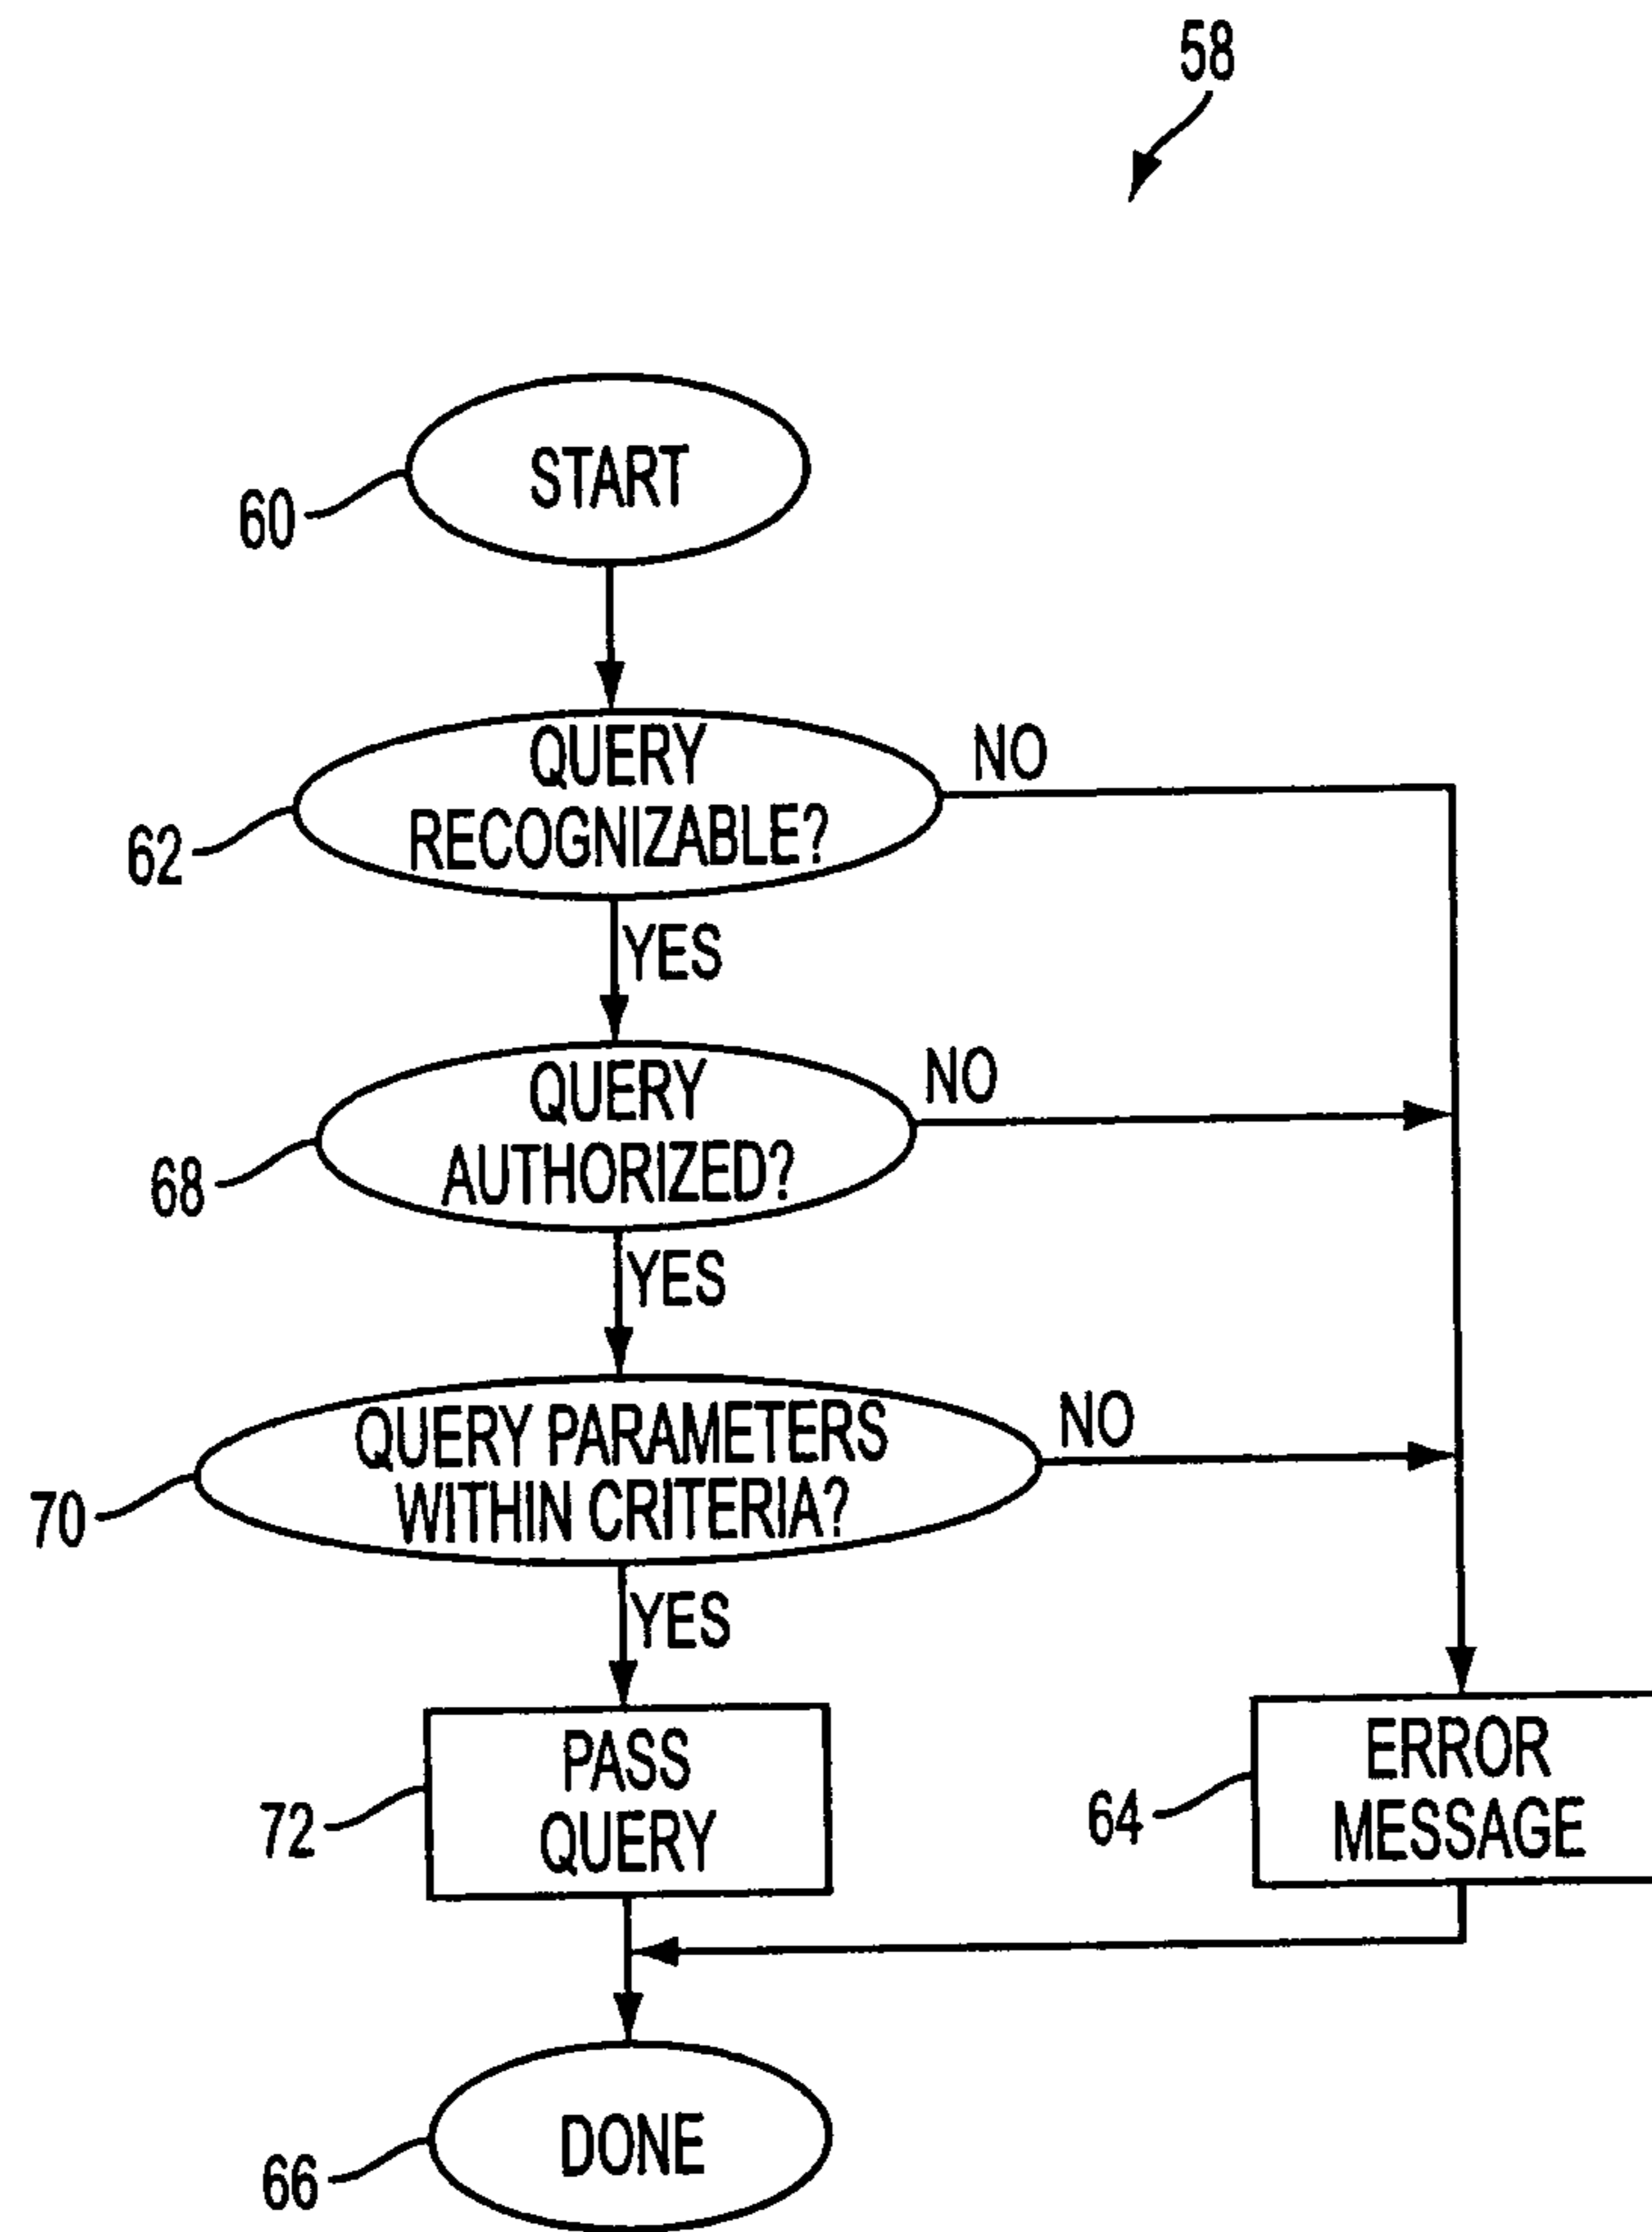 58
START
60
QUERY
RECOGNIZABLE?
NO
62
YES
QUERY
AUTHORIZED?
NO
68
YES
QUERY PARAMETERS
WITHIN CRITERIA?
NO
70
YES
PASS
QUERY
72
ERROR
MESSAGE
64
DONE
66